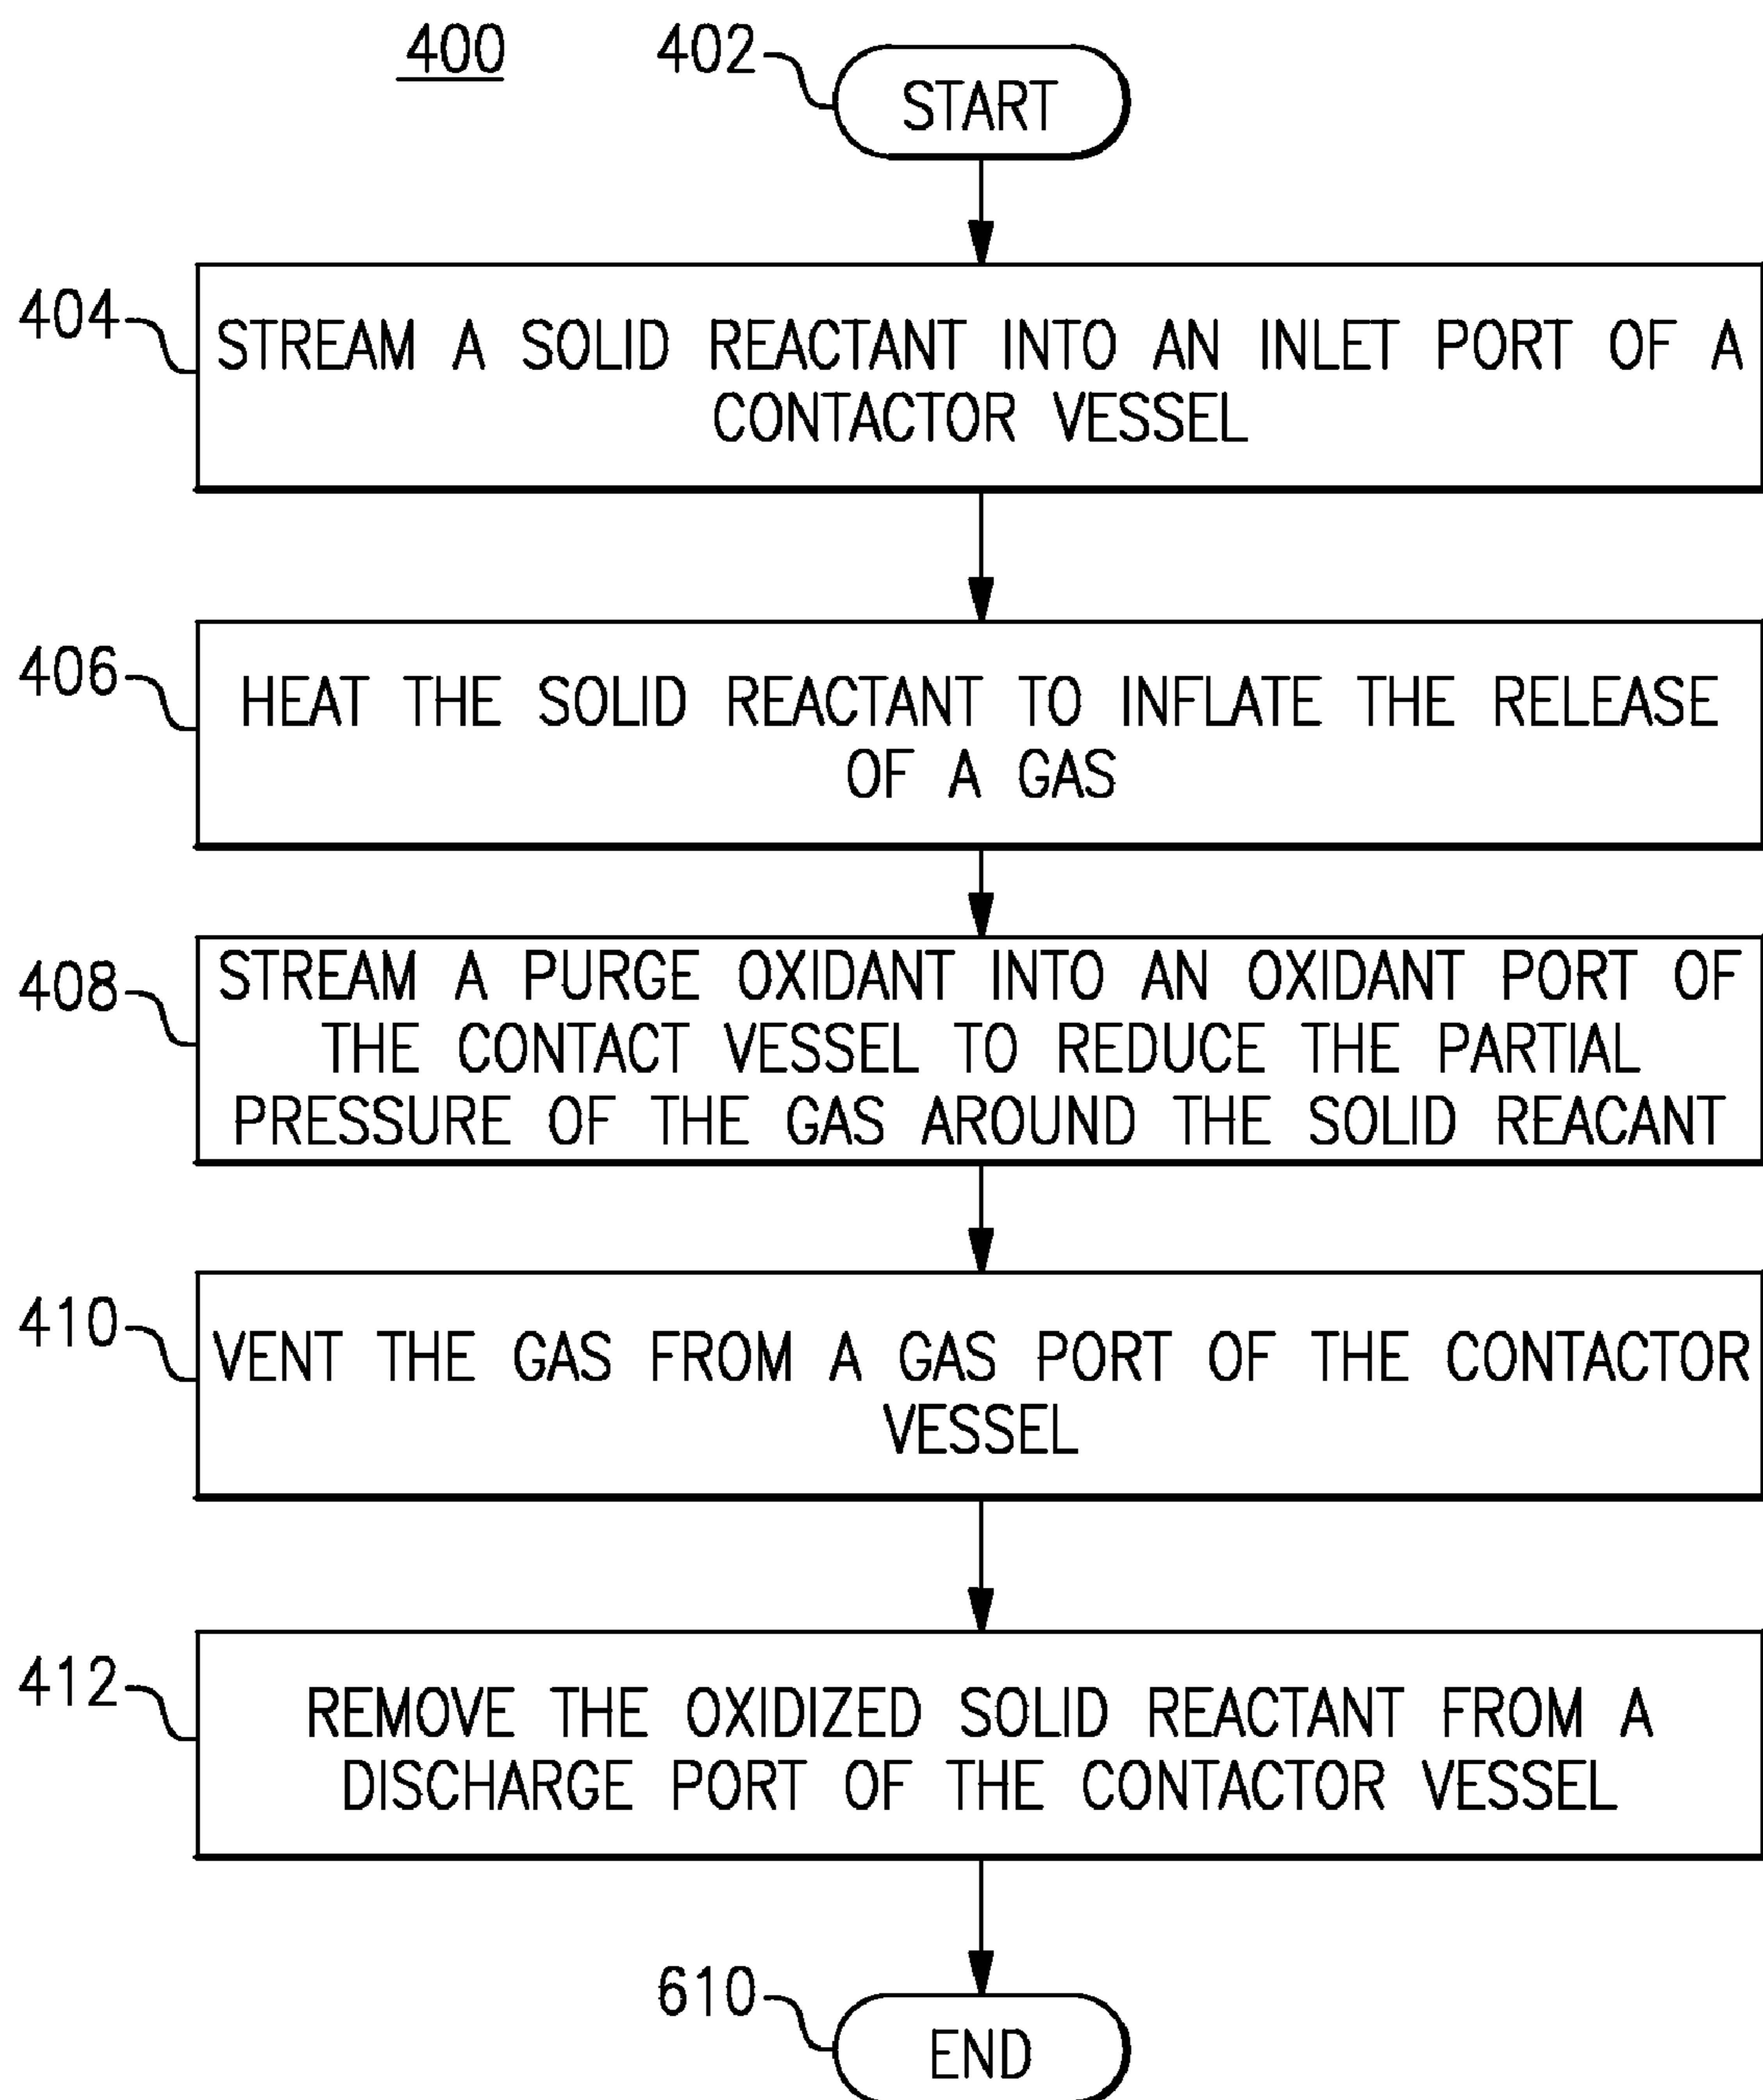 400
402
START
404
STREAM A SOLID REACTANT INTO AN INLET PORT OF A
CONTACTOR VESSEL
406
HEAT THE SOLID REACTANT TO INFLATE THE RELEASE
OF A GAS
408
STREAM A PURGE OXIDANT INTO AN OXIDANT PORT OF
THE CONTACT VESSEL TO REDUCE THE PARTIAL
PRESSURE OF THE GAS AROUND THE SOLID REACANT
410
VENT THE GAS FROM A GAS PORT OF THE CONTACTOR
VESSEL
412
REMOVE THE OXIDIZED SOLID REACTANT FROM A
DISCHARGE PORT OF THE CONTACTOR VESSEL
610
END